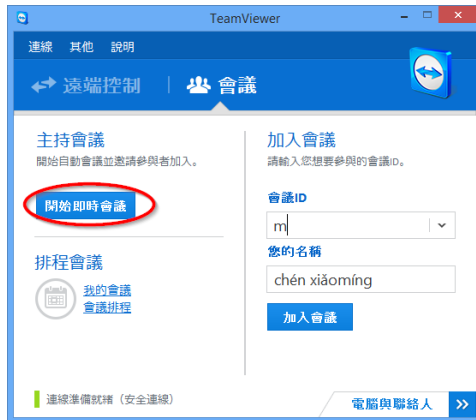 TeamViewer
連線 其他 說明
遠端控制 會議
主持會議
開始自動會議並邀請參與者加入。
開始即時會議
排程會議
我的會議
會議排程
加入會議
請輸入您想要參與的會議ID。
會議ID
m
您的名稱
chén xiǎomíng
加入會議
連線準備就緒（安全連線）
電腦與聯絡人